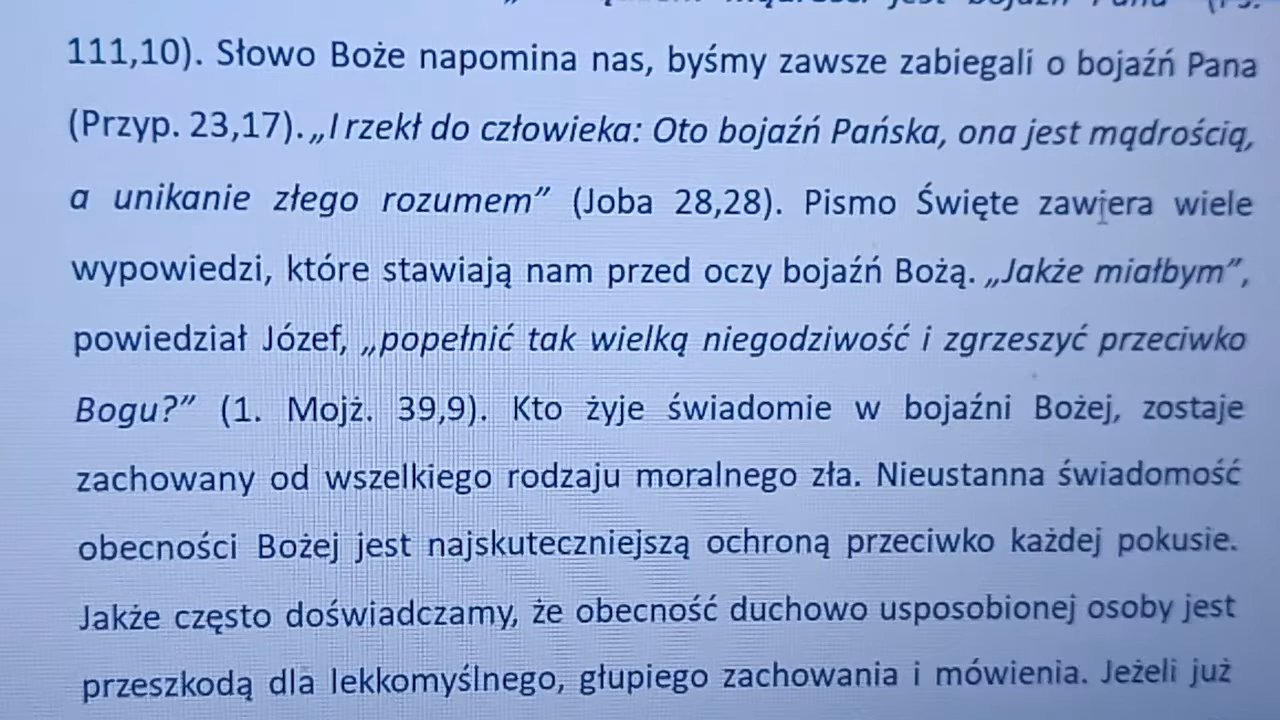 mądrości jest bojaźń Pana" (Ps.
111,10). Słowo Boże napomina nas, byśmy zawsze zabiegali o bojaźń Pana
(Przyp. 23,17). „I rzekł do człowieka: Oto bojaźń Pańska, ona jest mądrością,
a unikanie złego rozumem” (Joba 28,28). Pismo Święte zawiera wiele
wypowiedzi, które stawiają nam przed oczy bojaźń Bożą. „Jakże miałbym”,
powiedział Józef, „popełnić tak wielką niegodziwość i zgrzeszyć przeciwko
Bogu?” (1. Mojż. 39,9). Kto żyje świadomie w bojaźni Bożej, zostaje
zachowany od wszelkiego rodzaju moralnego zła. Nieustanna świadomość
obecności Bożej jest najskuteczniejszą ochroną przeciwko każdej pokusie.
Jakże często doświadczamy, że obecność duchowo usposobionej osoby jest
przeszkodą dla lekkomyślnego, głupiego zachowania i mówienia. Jeżeli już